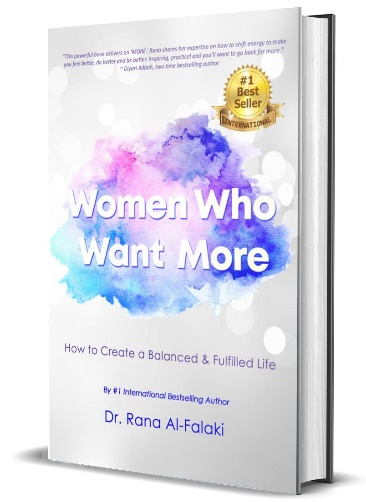 "This powerful book delivers on 'MORE.' Rana shares her expertise on how to shift energy to make
you feel better, do better and be better. Inspiring, practical and you'll want to go back for more."
~ Diyari Abdah, two time bestselling author
#1
Best
Seller
INTERNATIONAL
Women Who
Want More
How to Create a Balanced & Fulfilled Life
By #1 International Bestselling Author
Dr. Rana Al-Falaki